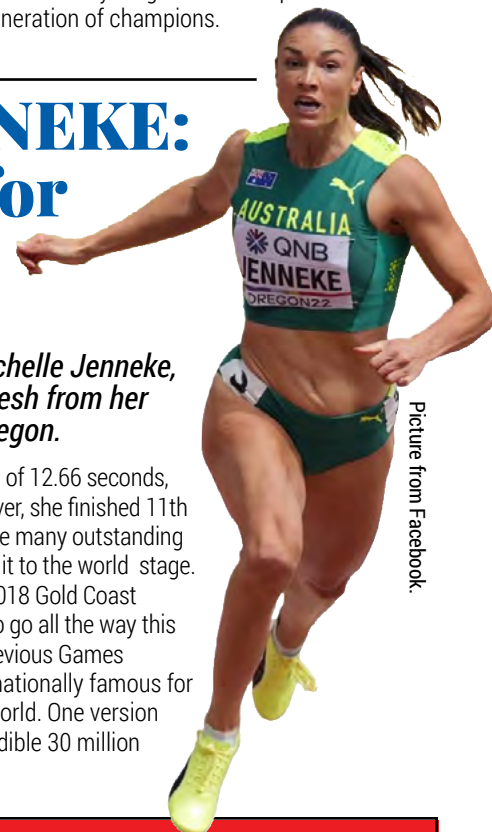 neration of champions.
NEKE:
for
chelle Jenneke,
esh from her
egon.
of 12.66 seconds,
ver, she finished 11th
e many outstanding
it to the world stage.
018 Gold Coast
o go all the way this
evious Games
nationally famous for
orld. One version
dible 30 million
AUSTRALIA
QNB
JENNEKE
OREGON22
Picture from Facebook.